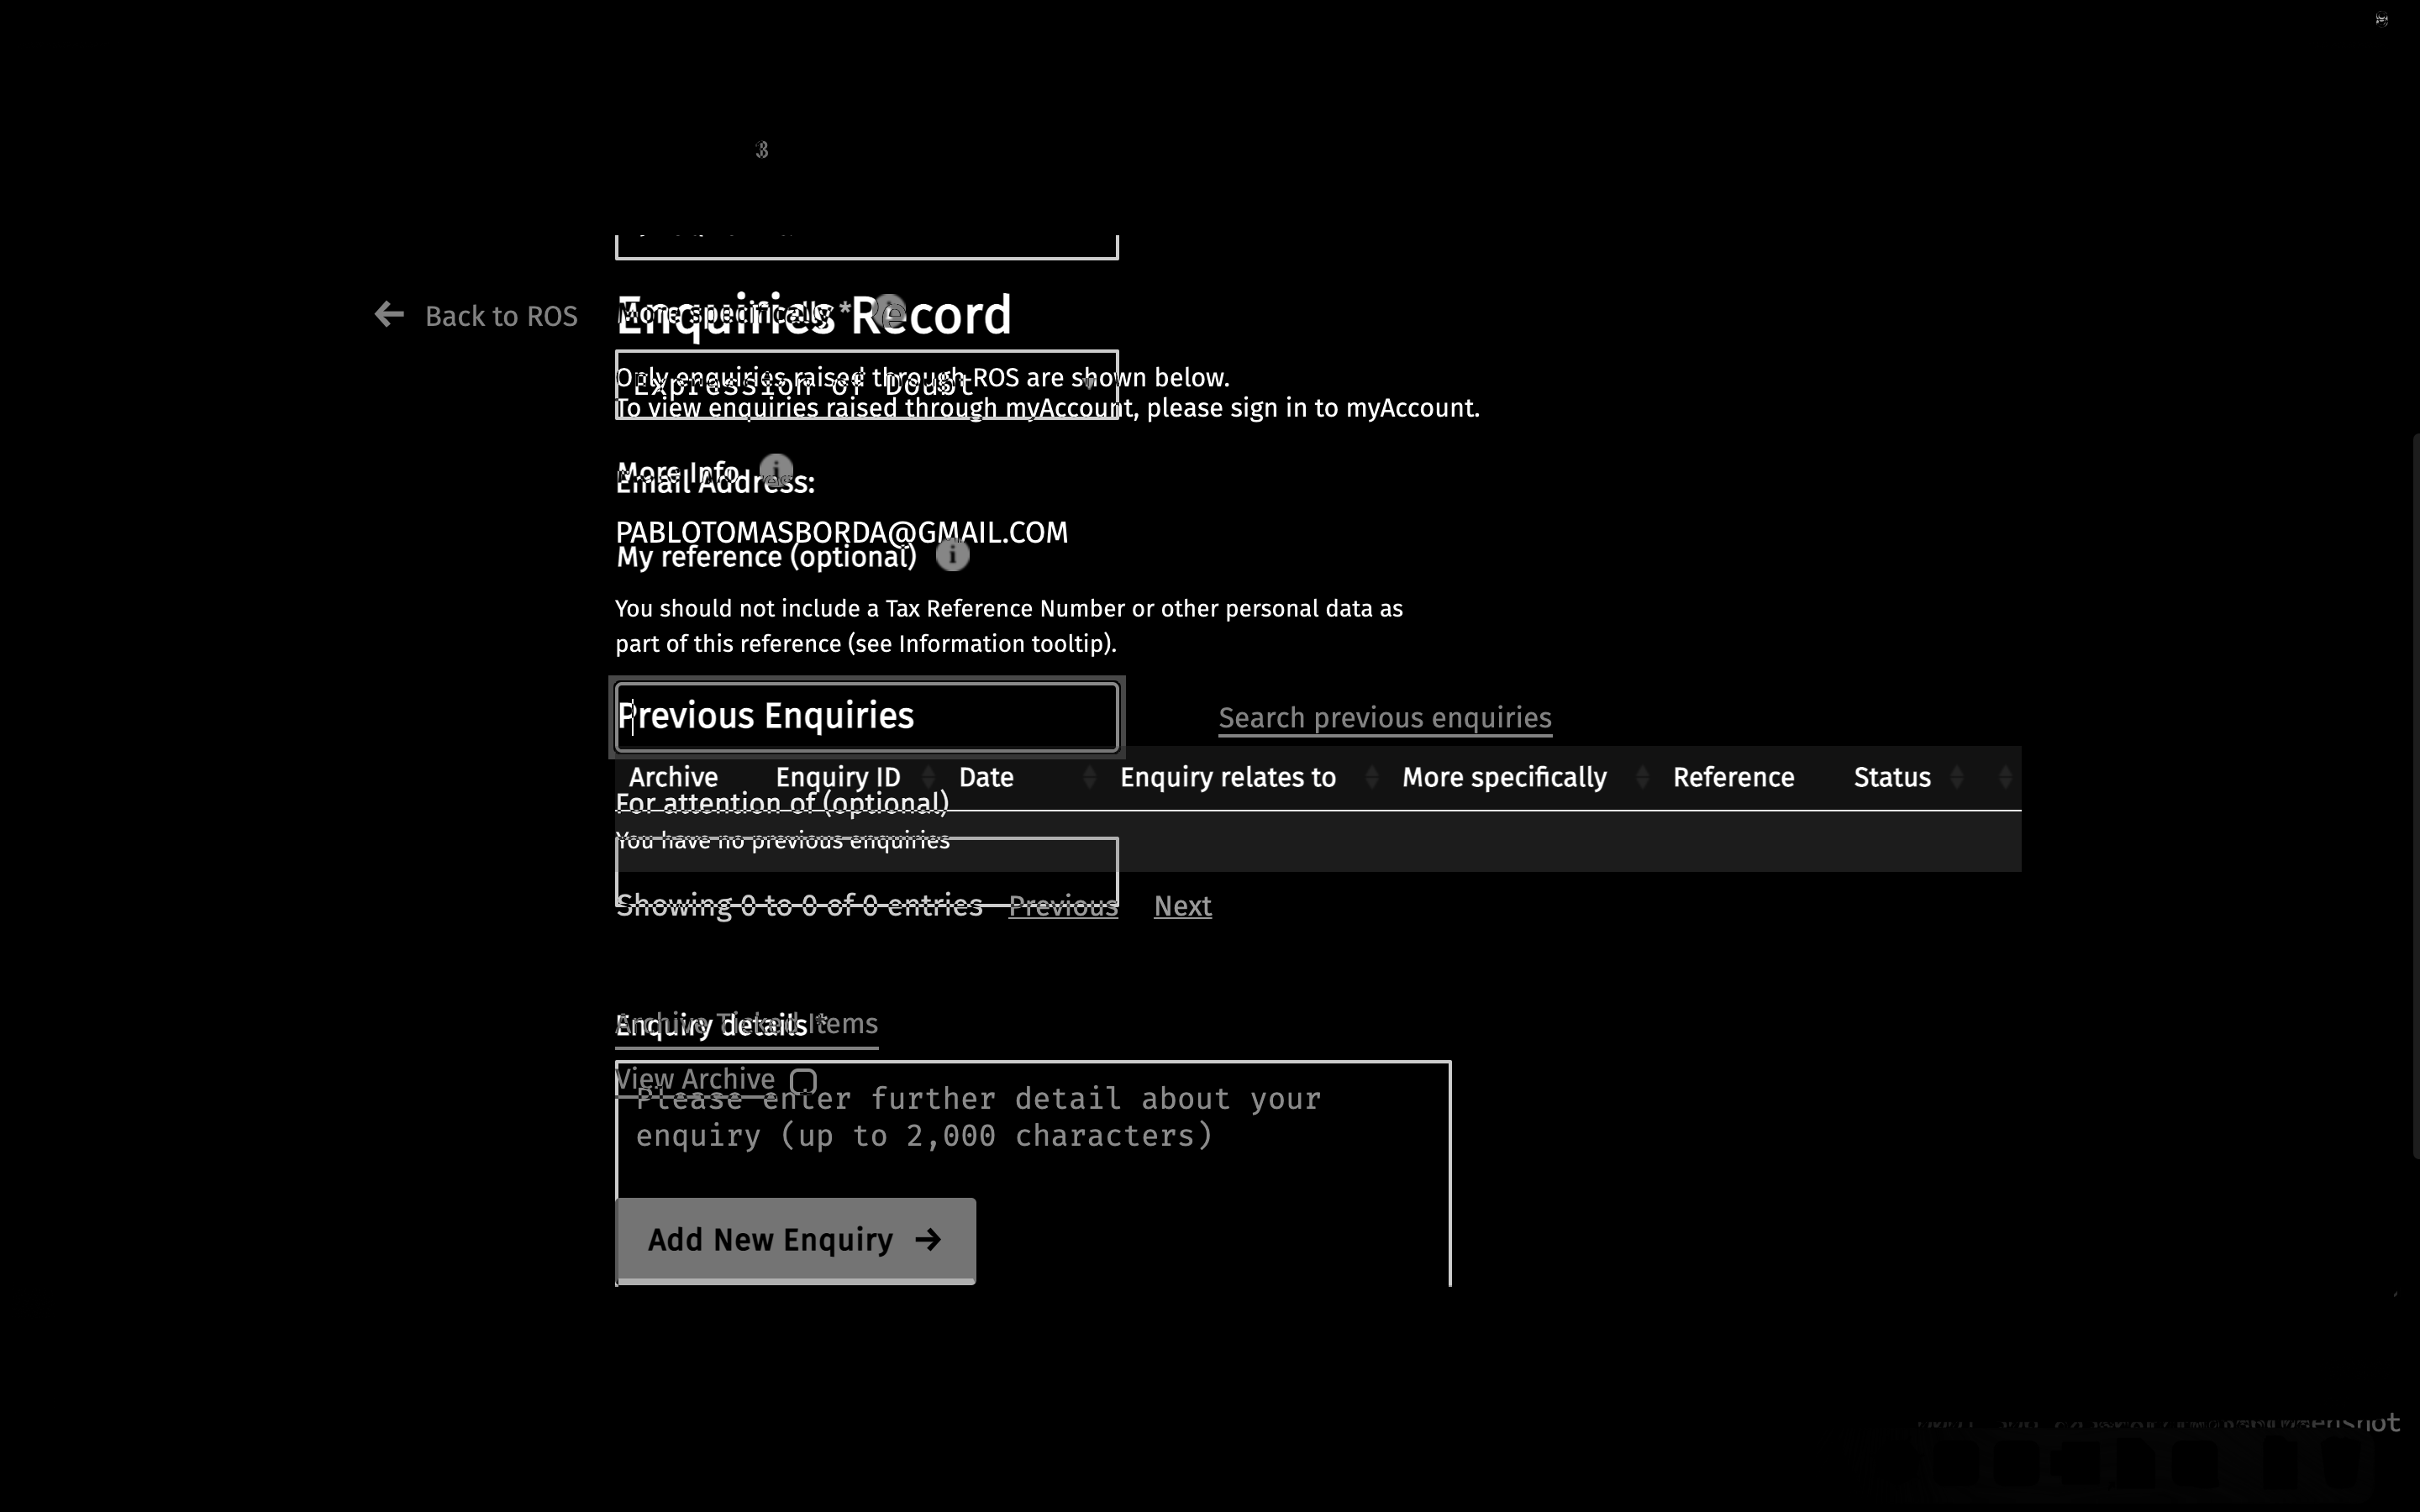 3
Back to ROS
Enquiries Record
More specifically *
Only enquiries raised through ROS are shown below.
Expression of Doubt
To view enquiries raised through myAccount, please sign in to myAccount.
More Info
Email Address:
PABLOTOMASBORDA@GMAIL.COM
My reference (optional)
You should not include a Tax Reference Number or other personal data as
part of this reference (see Information tooltip).
Previous Enquiries
Search previous enquiries
Archive Enquiry ID Date Enquiry relates to More specifically Reference Status
For attention of (optional)
You have no previous enquiries
Showing 0 to 0 of 0 entries Previous Next
Archive Ticked Items
Enquiry details *
View Archive
Please enter further detail about your
enquiry (up to 2,000 characters)
Add New Enquiry